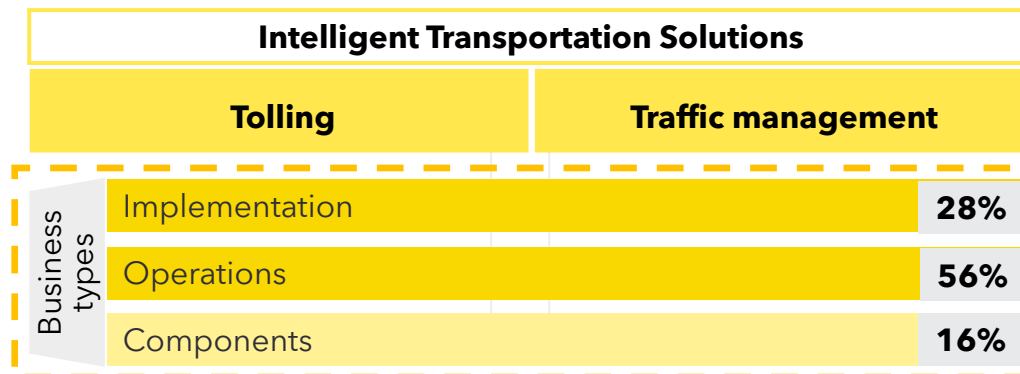 Intelligent Transportation Solutions
Tolling
Traffic management
Business
types
Implementation
28%
Operations
56%
Components
16%